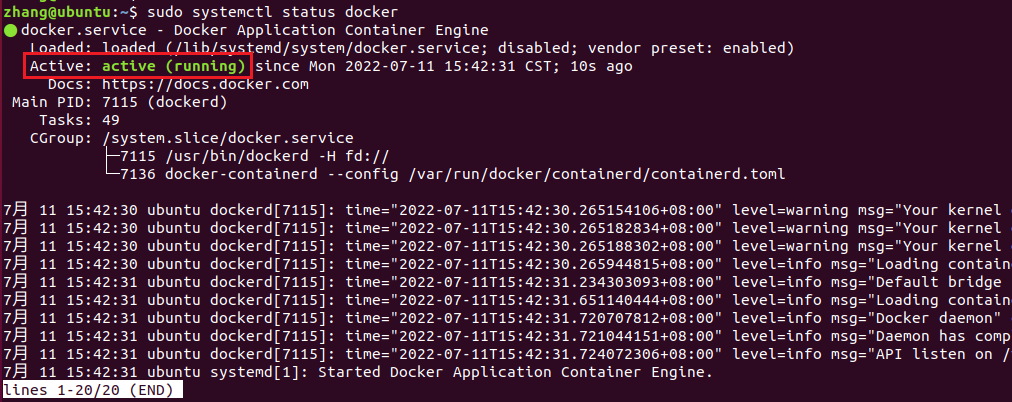 zhang@ubuntu:~$ sudo systemctl status docker
● docker.service - Docker Application Container Engine
Loaded: loaded (/lib/systemd/system/docker.service; disabled; vendor preset: enabled)
Active: active (running) since Mon 2022-07-11 15:42:31 CST; 10s ago
Docs: https://docs.docker.com
Main PID: 7115 (dockerd)
Tasks: 49
CGroup: /system.slice/docker.service
├─7115 /usr/bin/dockerd -H fd://
└─7136 docker-containerd --config /var/run/docker/containerd/containerd.toml
7月 11 15:42:30 ubuntu dockerd[7115]: time="2022-07-11T15:42:30.265154106+08:00" level=warning msg="Your kernel
7月 11 15:42:30 ubuntu dockerd[7115]: time="2022-07-11T15:42:30.265182834+08:00" level=warning msg="Your kernel
7月 11 15:42:30 ubuntu dockerd[7115]: time="2022-07-11T15:42:30.265188302+08:00" level=warning msg="Your kernel
7月 11 15:42:30 ubuntu dockerd[7115]: time="2022-07-11T15:42:30.265944815+08:00" level=info msg="Loading contain
7月 11 15:42:31 ubuntu dockerd[7115]: time="2022-07-11T15:42:31.234303093+08:00" level=info msg="Default bridge
7月 11 15:42:31 ubuntu dockerd[7115]: time="2022-07-11T15:42:31.651140444+08:00" level=info msg="Loading contain
7月 11 15:42:31 ubuntu dockerd[7115]: time="2022-07-11T15:42:31.720707812+08:00" level=info msg="Docker daemon"
7月 11 15:42:31 ubuntu dockerd[7115]: time="2022-07-11T15:42:31.721044151+08:00" level=info msg="Daemon has comp
7月 11 15:42:31 ubuntu dockerd[7115]: time="2022-07-11T15:42:31.724072306+08:00" level=info msg="API listen on /
7月 11 15:42:31 ubuntu systemd[1]: Started Docker Application Container Engine.
lines 1-20/20 (END)